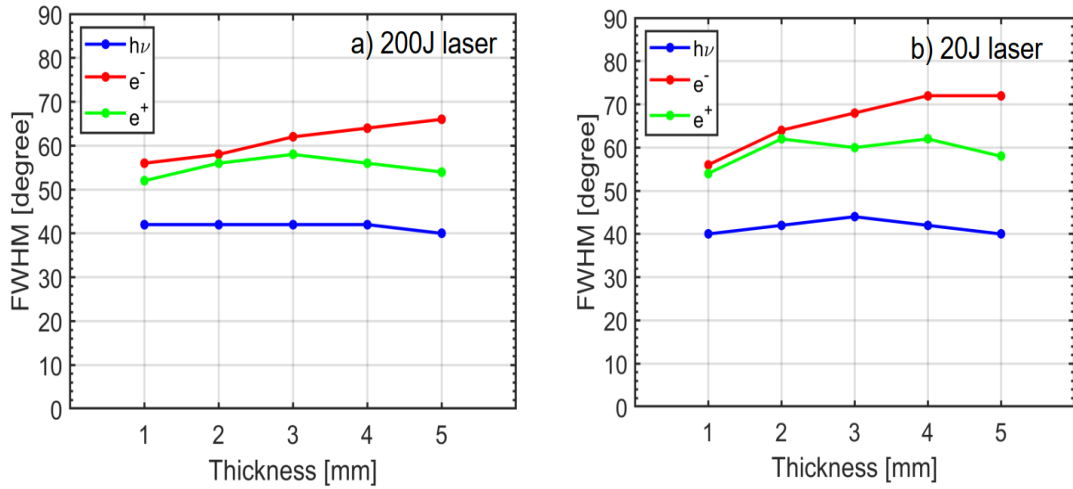 a) 200J laser
hν
e-
e+
90
80
70
60
50
40
30
20
10
0
FWHM [degree]
1 2 3 4 5
Thickness [mm]
b) 20J laser
hν
e-
e+
90
80
70
60
50
40
30
20
10
0
FWHM [degree]
1 2 3 4 5
Thickness [mm]